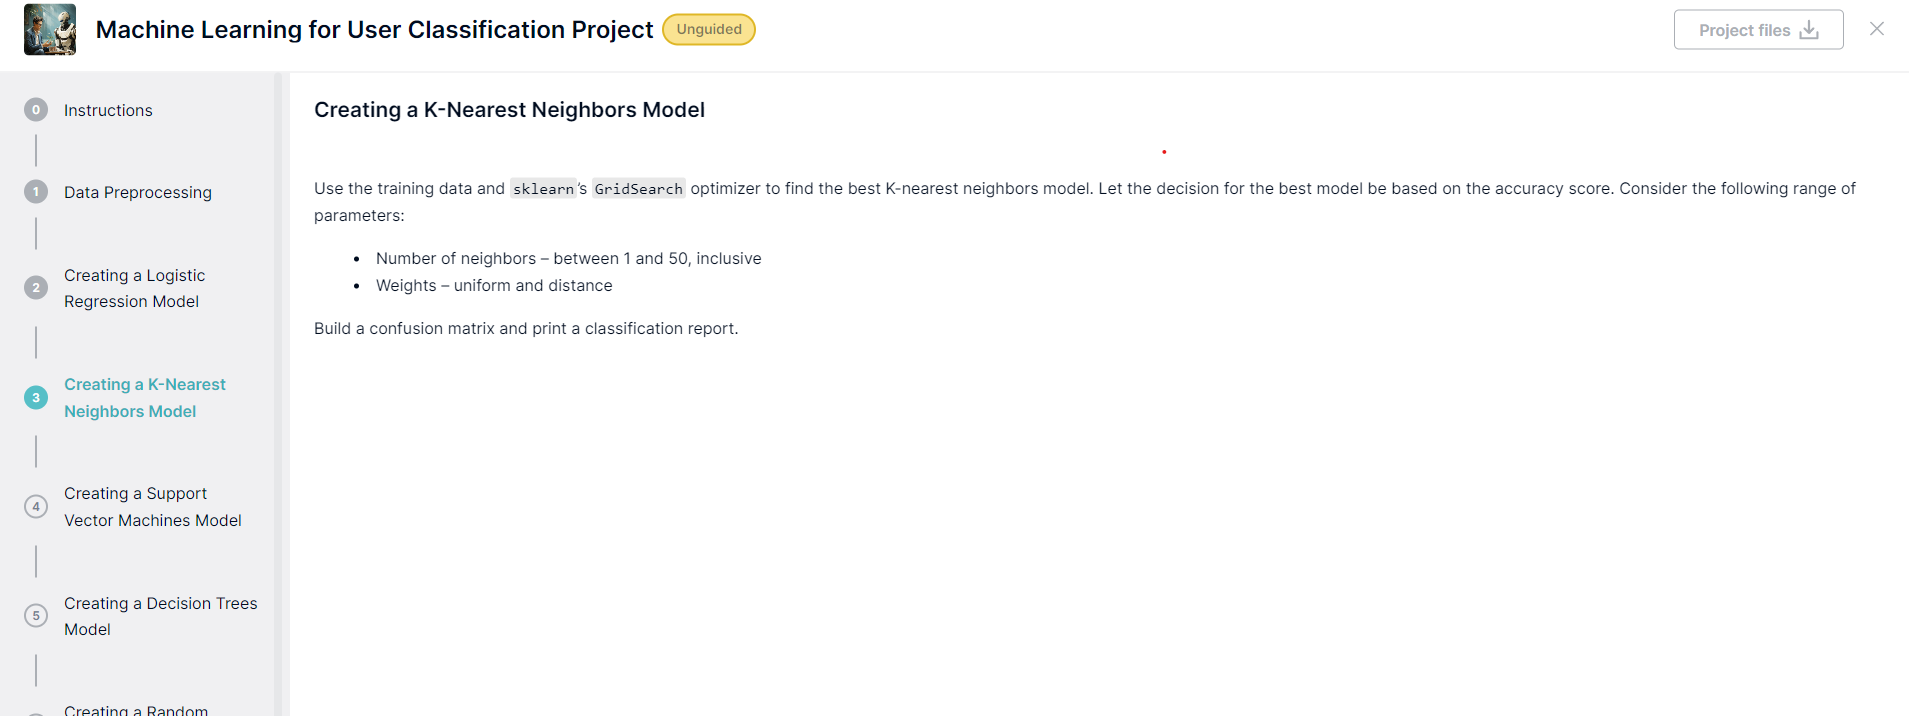 Machine Learning for User Classification Project
Unguided
Project files
0 Instructions
1 Data Preprocessing
2 Creating a Logistic
Regression Model
3 Creating a K-Nearest
Neighbors Model
4 Creating a Support
Vector Machines Model
5 Creating a Decision Trees
Model
Creating a Random
Creating a K-Nearest Neighbors Model
Use the training data and sklearn's GridSearch optimizer to find the best K-nearest neighbors model. Let the decision for the best model be based on the accuracy score. Consider the following range of
parameters:
• Number of neighbors – between 1 and 50, inclusive
• Weights – uniform and distance
Build a confusion matrix and print a classification report.